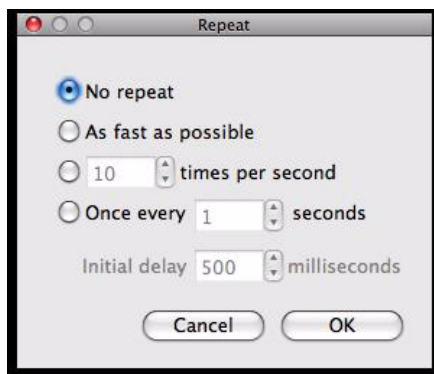 Repeat
No repeat
As fast as possible
10 times per second
Once every 1 seconds
Initial delay 500 milliseconds
Cancel OK